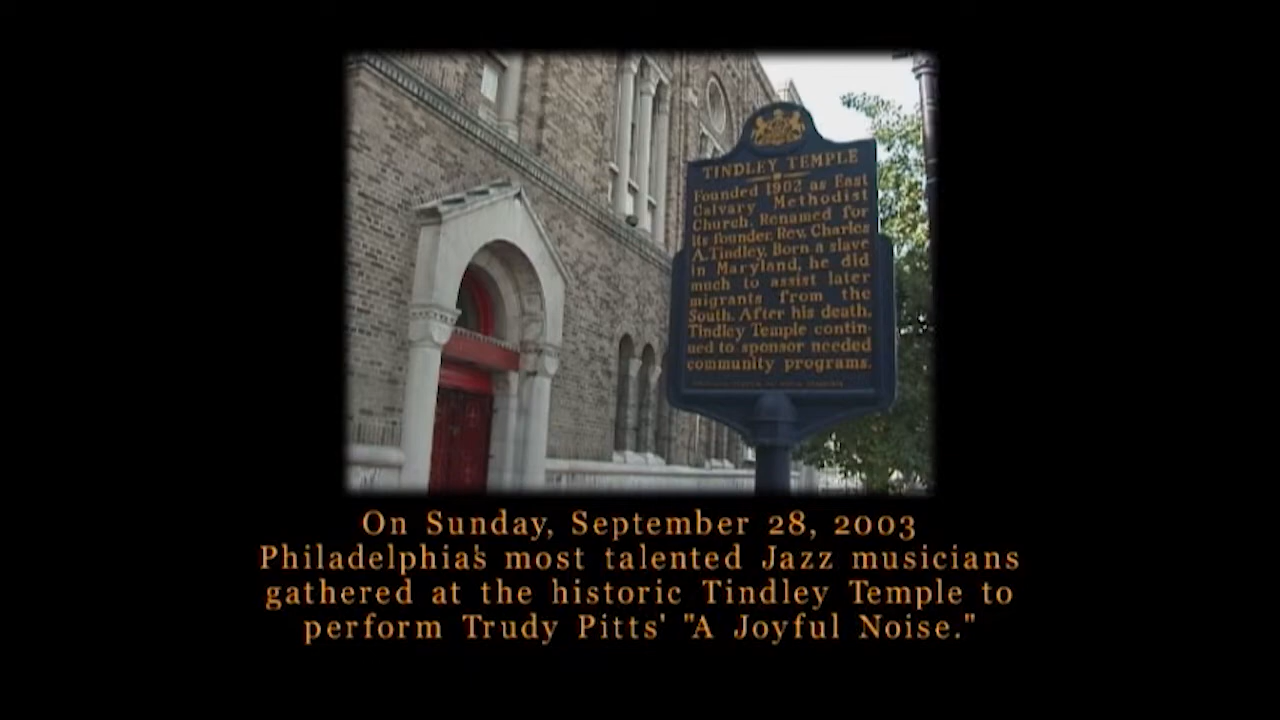 TINDLEY TEMPLE
Founded 1902 as East
Calvary Methodist
Church. Renamed for
its founder, Rev. Charles
A. Tindley. Born a slave
in Maryland, he did
much to assist later
migrants from the
South. After his death,
Tindley Temple contin-
ued to sponsor needed
community programs.
On Sunday, September 28, 2003
Philadelphia's most talented Jazz musicians
gathered at the historic Tindley Temple to
perform Trudy Pitts' "A Joyful Noise."